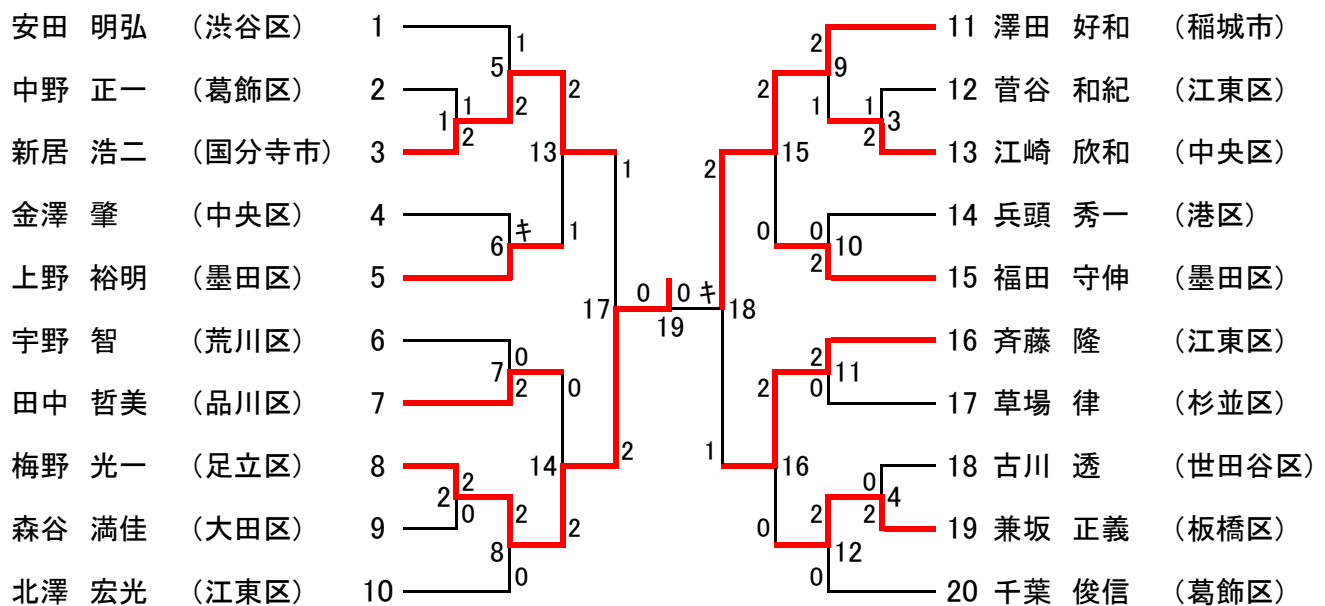 安田 明弘 （渋谷区） 1
中野 正一 （葛飾区） 2
新居 浩二 （国分寺市） 3
金澤 肇 （中央区） 4
上野 裕明 （墨田区） 5
宇野 智 （荒川区） 6
田中 哲美 （品川区） 7
梅野 光一 （足立区） 8
森谷 満佳 （大田区） 9
北澤 宏光 （江東区） 10
1
5
2
1
1
2
2
13
1
6
キ
1
17
0
7
2
0
14
2
2
2
0
2
8
0
2
0
19
0
キ
18
2
1
2
15
0
2
9
1
1
3
2
0
10
2
2
11
0
2
16
0
0
4
2
2
12
0
11 澤田 好和 （稲城市）
12 菅谷 和紀 （江東区）
13 江崎 欣和 （中央区）
14 兵頭 秀一 （港区）
15 福田 守伸 （墨田区）
16 斉藤 隆 （江東区）
17 草場 律 （杉並区）
18 古川 透 （世田谷区）
19 兼坂 正義 （板橋区）
20 千葉 俊信 （葛飾区）